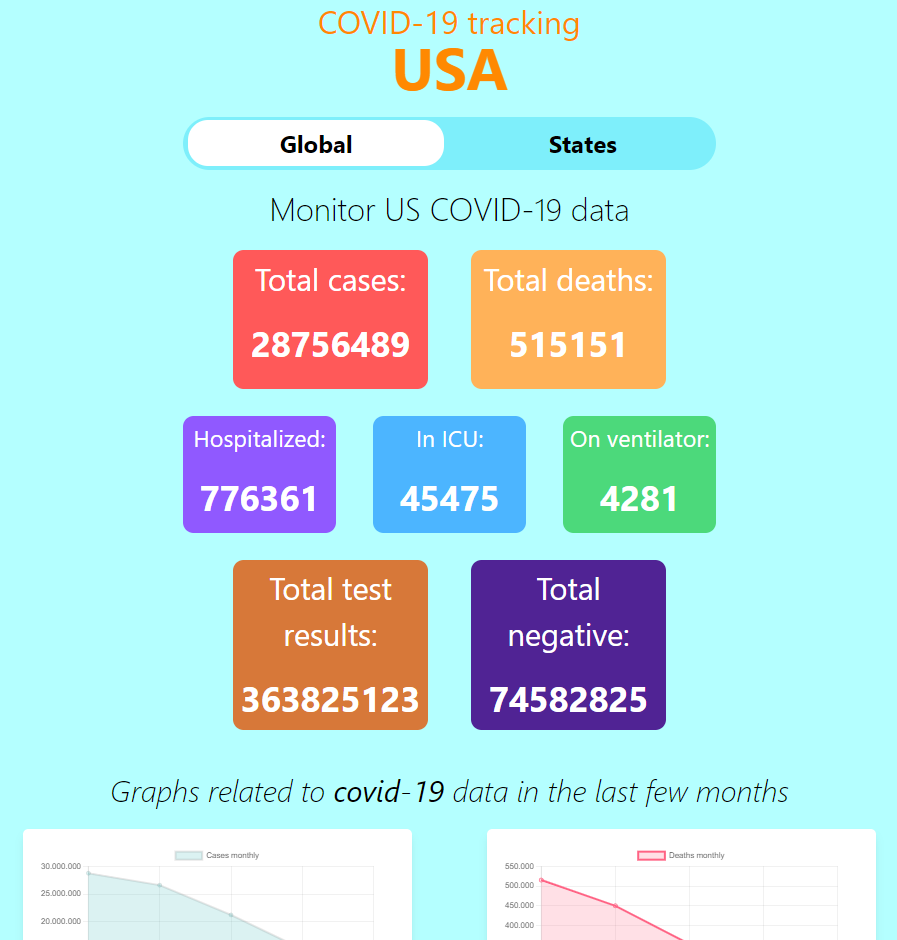 COVID-19 tracking
USA
Global States
Monitor US COVID-19 data
Total cases: Total deaths:
28756489 515151
Hospitalized: In ICU: On ventilator:
776361 45475 4281
Total test Total
results: negative:
363825123 74582825
Graphs related to covid-19 data in the last few months
Cases monthly
30.000.000
25.000.000
20.000.000
Deaths monthly
550.000
500.000
450.000
400.000